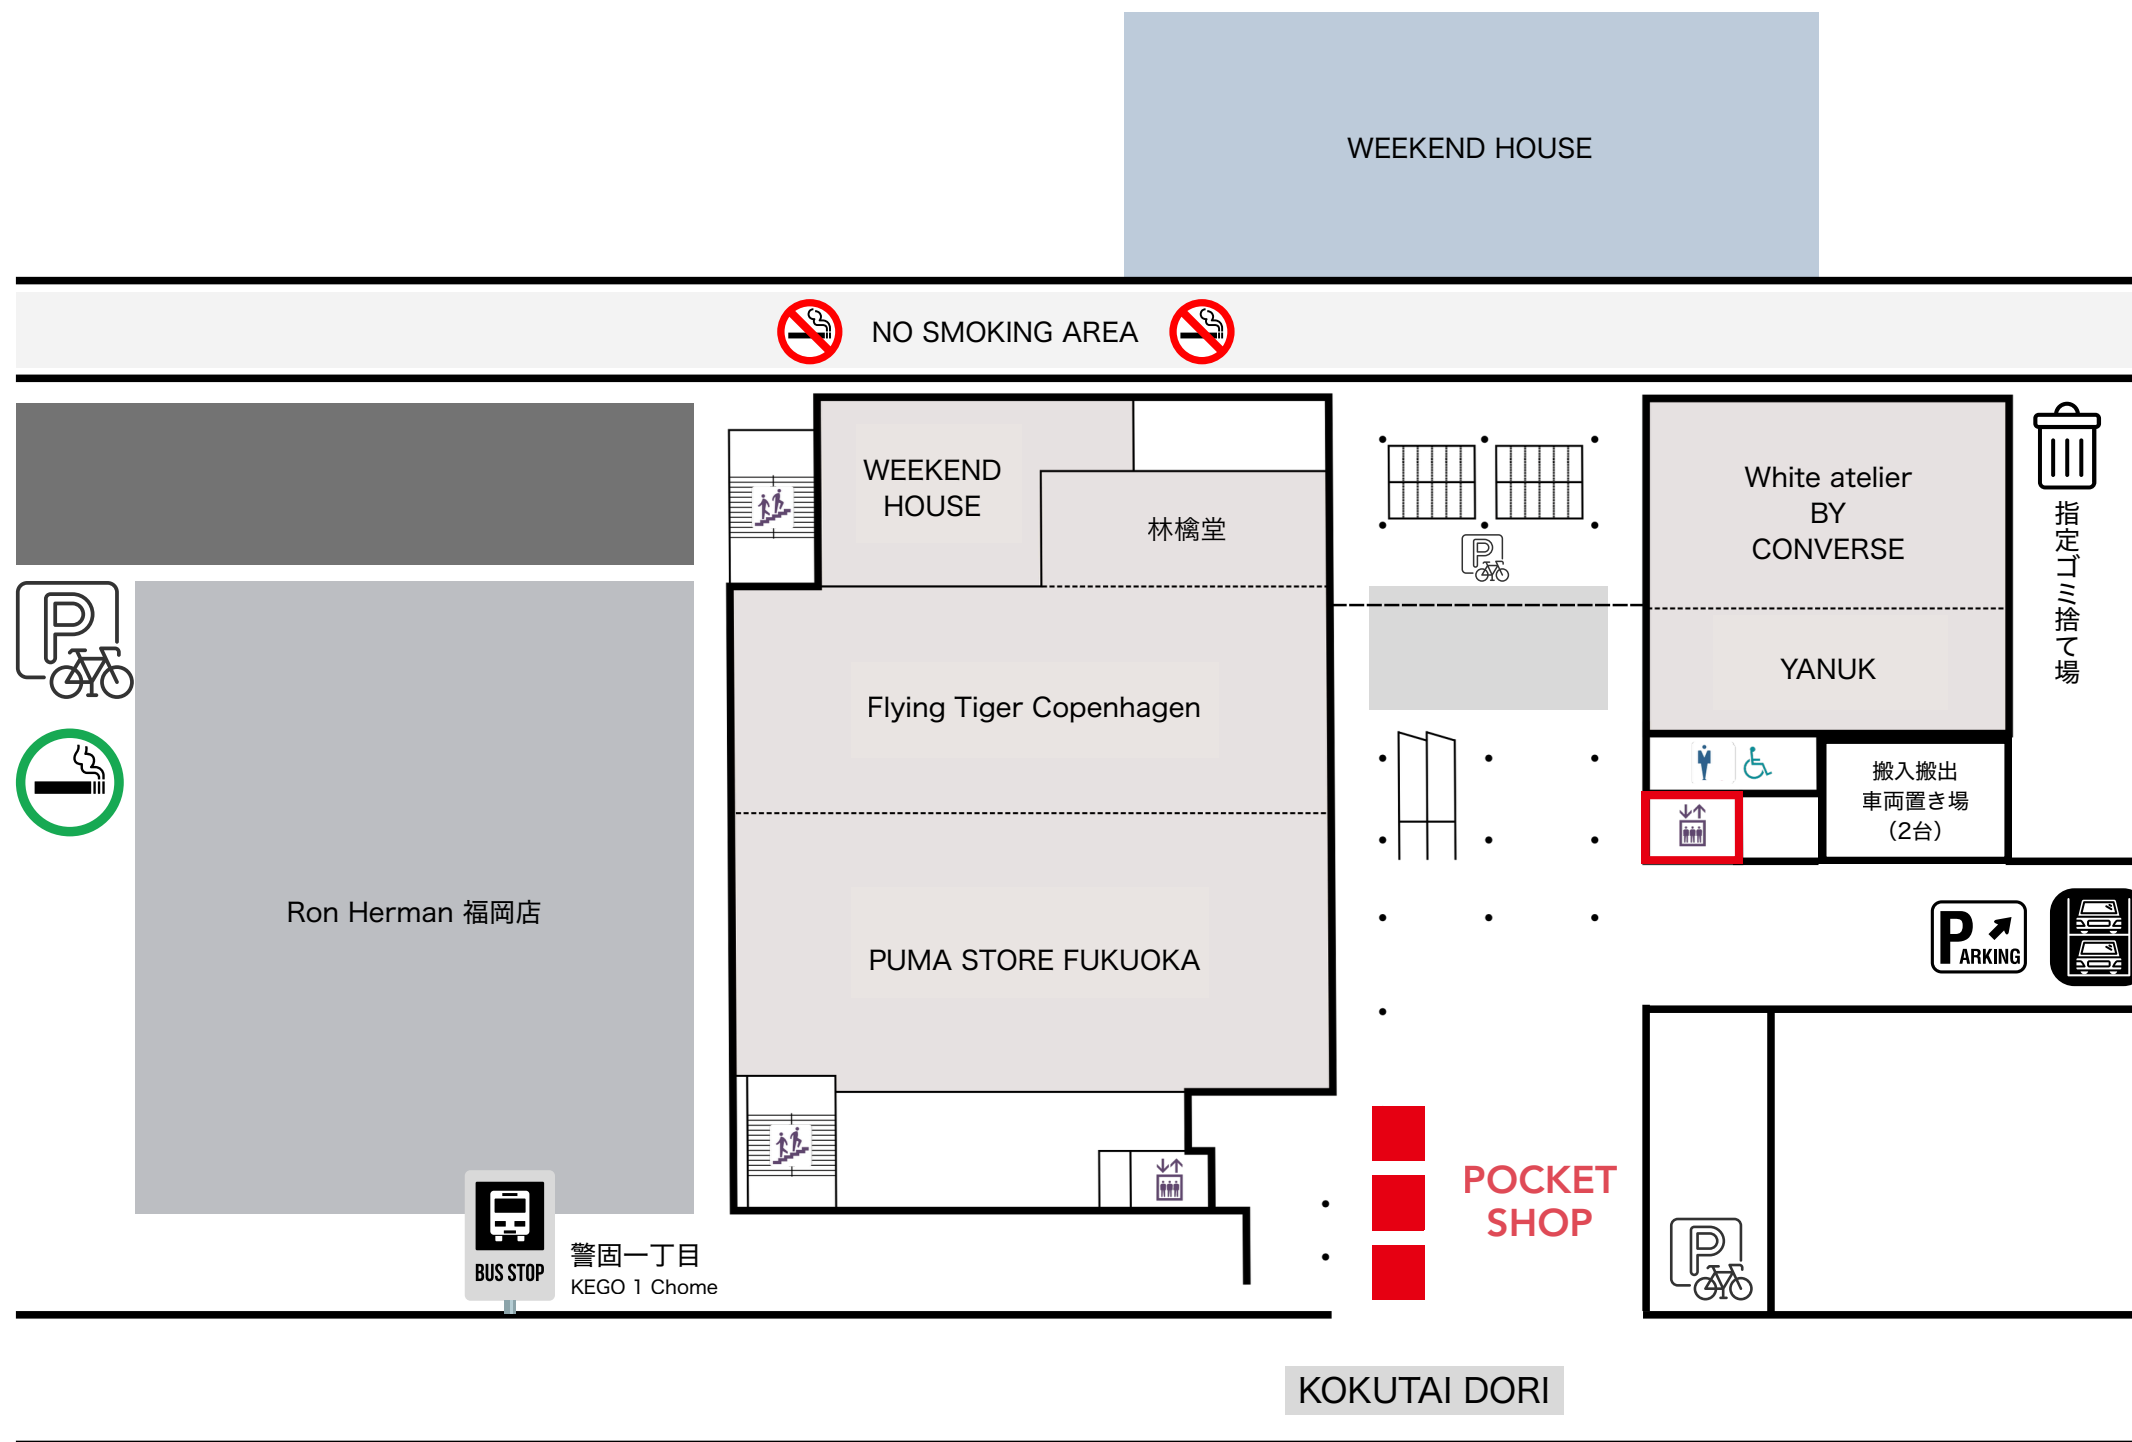 WEEKEND HOUSE
NO SMOKING AREA
WEEKEND
HOUSE
林檎堂
White atelier
BY
CONVERSE
指定ゴミ捨て場
P
P
Flying Tiger Copenhagen
YANUK
搬入搬出
車両置き場
（2台）
Ron Herman 福岡店
PUMA STORE FUKUOKA
PARKING
POCKET
SHOP
P
BUS STOP
警固一丁目
KEGO 1 Chome
KOKUTAI DORI